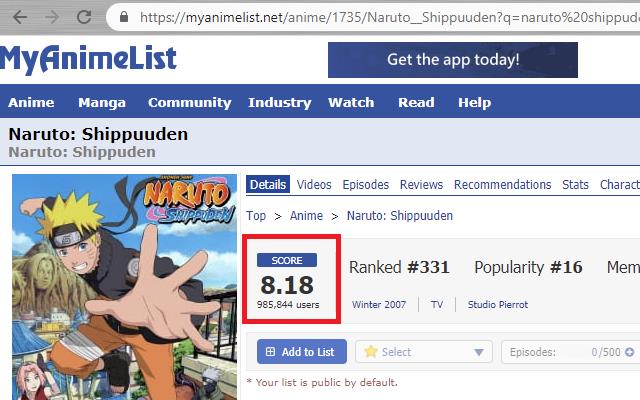 https://myanimelist.net/anime/1735/Naruto__Shippuuden?q=naruto%20shippud
MyAnimeList
Get the app today!
Anime Manga Community Industry Watch Read Help
Naruto: Shippuuden
Naruto: Shippuden
SHONEN JUMP
NARUTO
SHIPPUDEN
Details Videos Episodes Reviews Recommendations Stats Charact
Top > Anime > Naruto: Shippuuden
SCORE
8.18
985,844 users
Ranked #331 Popularity #16 Mem
Winter 2007 TV Studio Pierrot
Add to List Select Episodes: 0/500
* Your list is public by default.